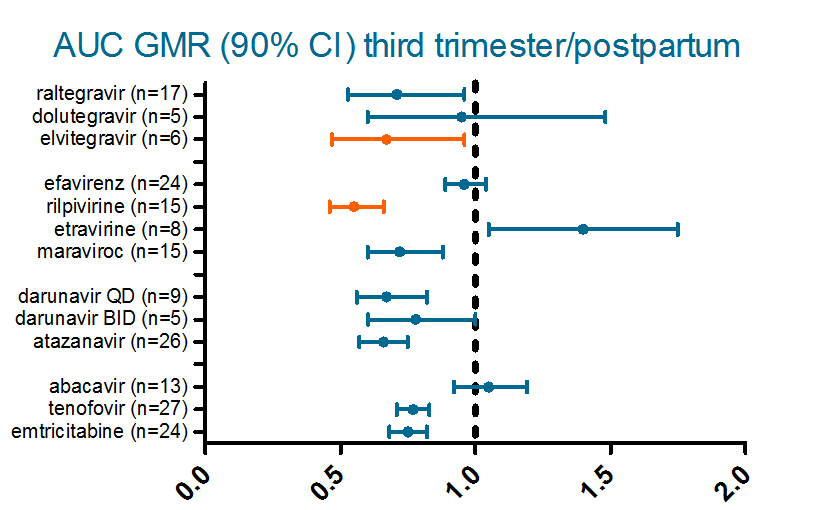 AUC GMR (90% CI) third trimester/postpartum
raltegravir (n=17)
dolutegravir (n=5)
elvitegravir (n=6)
efavirenz (n=24)
rilpivirine (n=15)
etravirine (n=8)
maraviroc (n=15)
darunavir QD (n=9)
darunavir BID (n=5)
atazanavir (n=26)
abacavir (n=13)
tenofovir (n=27)
emtricitabine (n=24)
0.0 0.5 1.0 1.5 2.0